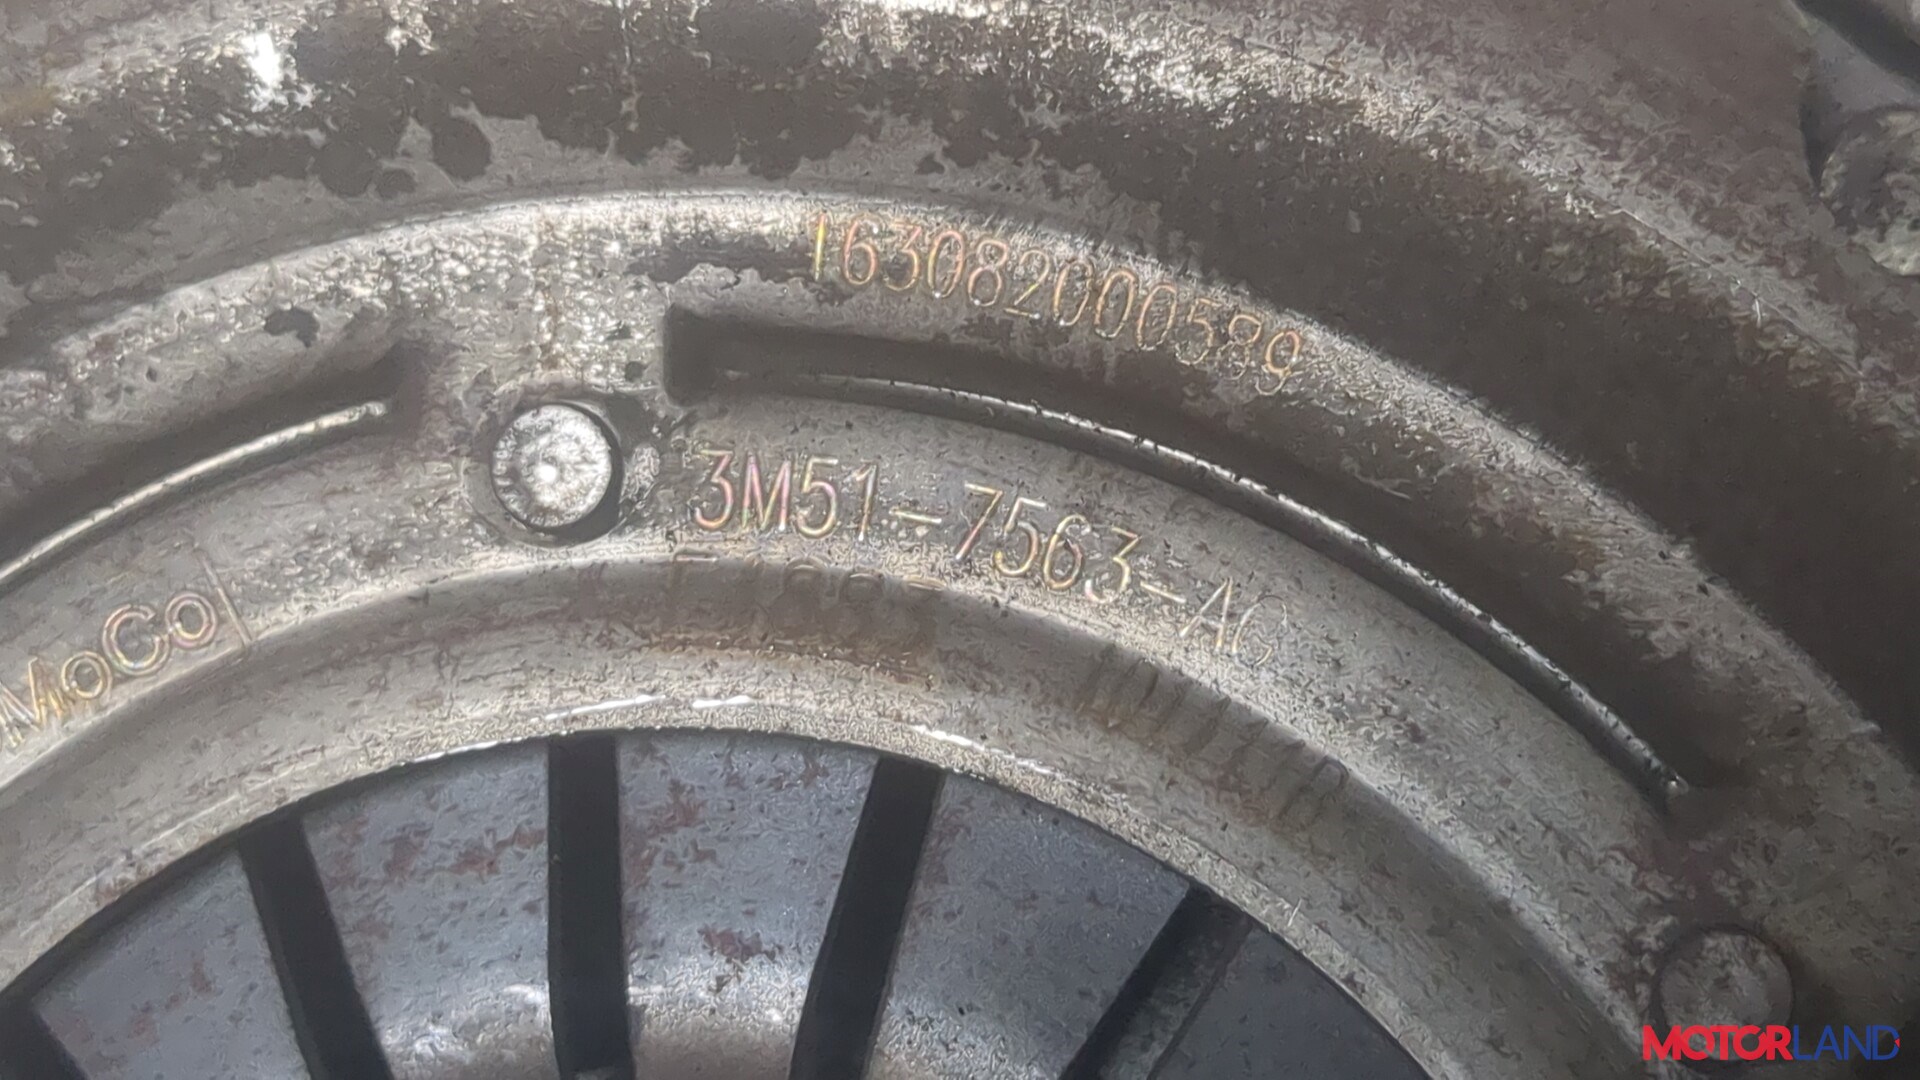 163082000589
3M51-7563-AC
MoCo
MOTORLAND